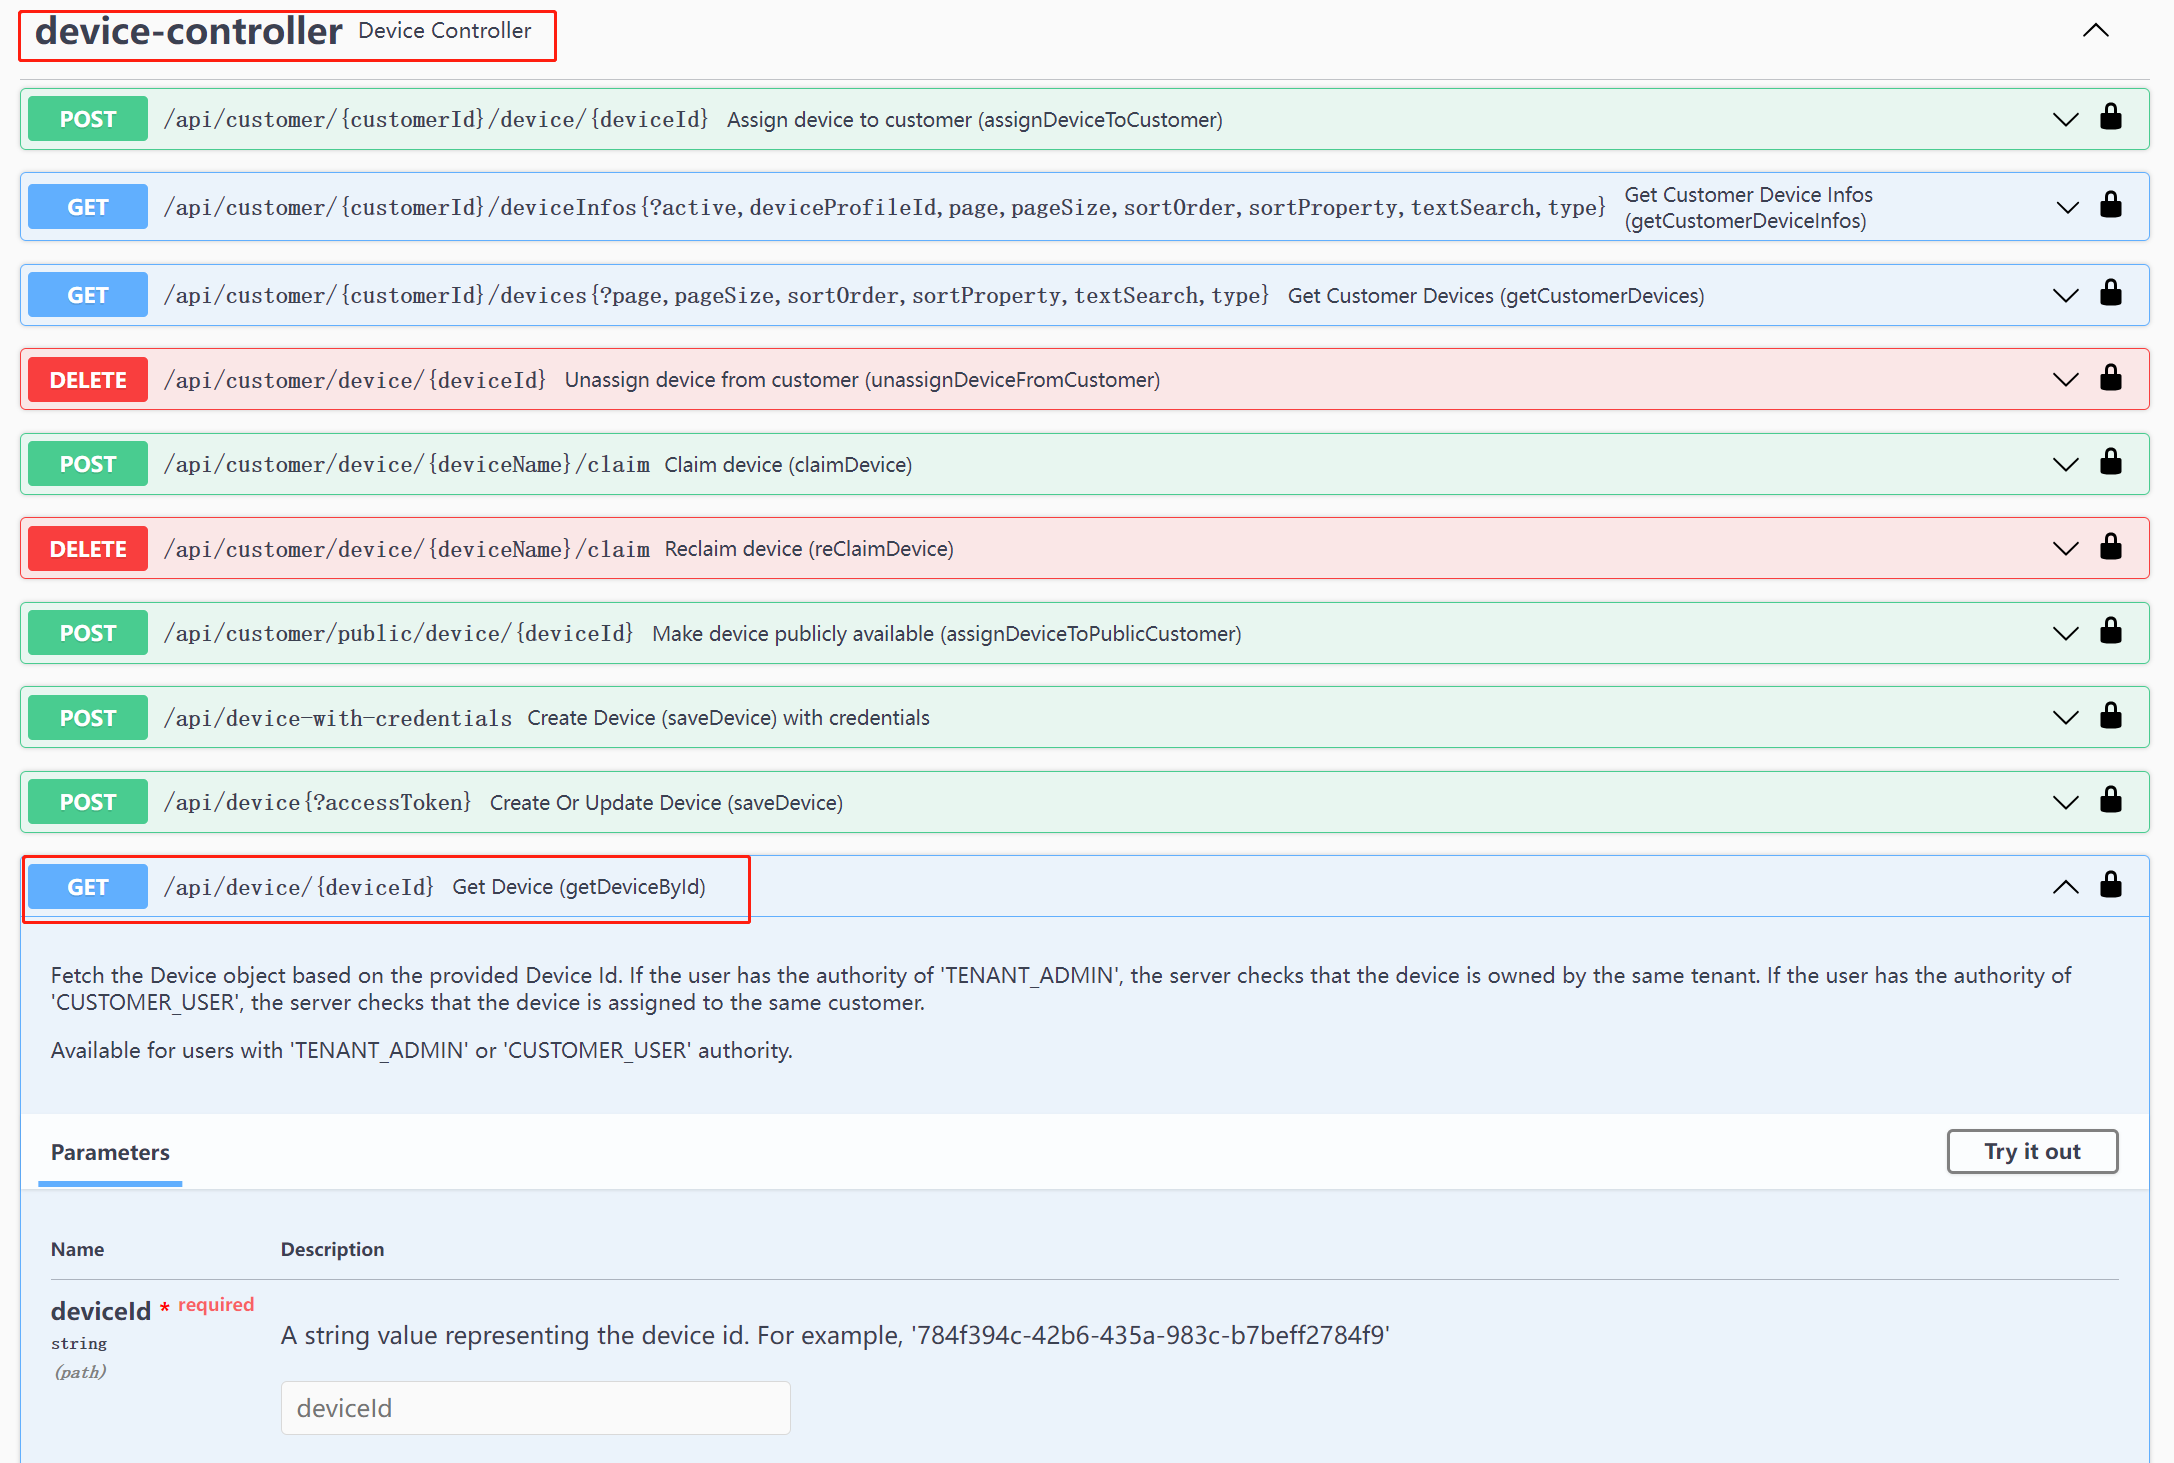 device-controller Device Controller
POST /api/customer/{customerId}/device/{deviceId} Assign device to customer (assignDeviceToCustomer)
GET /api/customer/{customerId}/deviceInfos{?active,deviceProfileId,page,pageSize,sortOrder,sortProperty,textSearch,type} Get Customer Device Infos
(getCustomerDeviceInfos)
GET /api/customer/{customerId}/devices{?page,pageSize,sortOrder,sortProperty,textSearch,type} Get Customer Devices (getCustomerDevices)
DELETE /api/customer/device/{deviceId} Unassign device from customer (unassignDeviceFromCustomer)
POST /api/customer/device/{deviceName}/claim Claim device (claimDevice)
DELETE /api/customer/device/{deviceName}/claim Reclaim device (reClaimDevice)
POST /api/customer/public/device/{deviceId} Make device publicly available (assignDeviceToPublicCustomer)
POST /api/device-with-credentials Create Device (saveDevice) with credentials
POST /api/device{?accessToken} Create Or Update Device (saveDevice)
GET /api/device/{deviceId} Get Device (getDeviceById)
Fetch the Device object based on the provided Device Id. If the user has the authority of 'TENANT_ADMIN', the server checks that the device is owned by the same tenant. If the user has the authority of
'CUSTOMER_USER', the server checks that the device is assigned to the same customer.
Available for users with 'TENANT_ADMIN' or 'CUSTOMER_USER' authority.
Parameters Try it out
Name Description
deviceId * required
string
(path)
A string value representing the device id. For example, '784f394c-42b6-435a-983c-b7beff2784f9'
deviceId